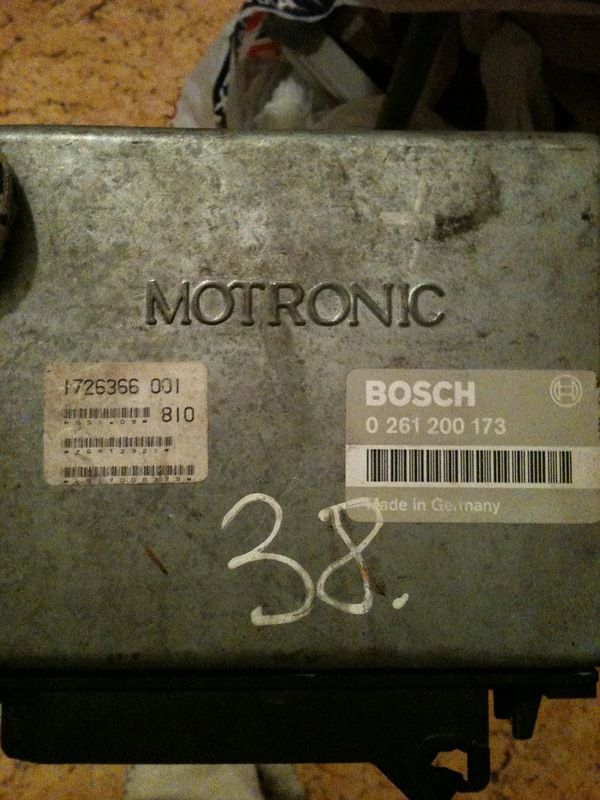 MOTRONIC
1726366 001
810
BOSCH
0 261 200 173
Made in Germany
38.